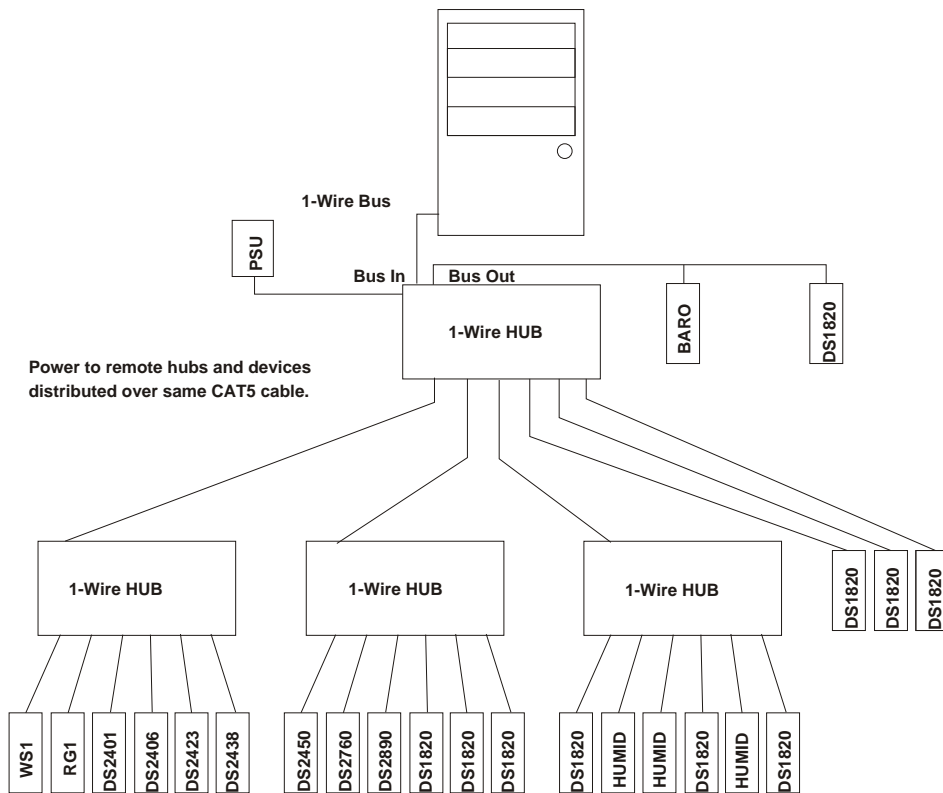 1-Wire Bus
PSU
Bus In
Bus Out
1-Wire HUB
BARO
DS1820
Power to remote hubs and devices
distributed over same CAT5 cable.
1-Wire HUB
1-Wire HUB
1-Wire HUB
DS1820
DS1820
DS1820
WS1
RG1
DS2401
DS2406
DS2423
DS2438
DS2450
DS2760
DS2890
DS1820
DS1820
DS1820
DS1820
HUMID
HUMID
DS1820
HUMID
DS1820